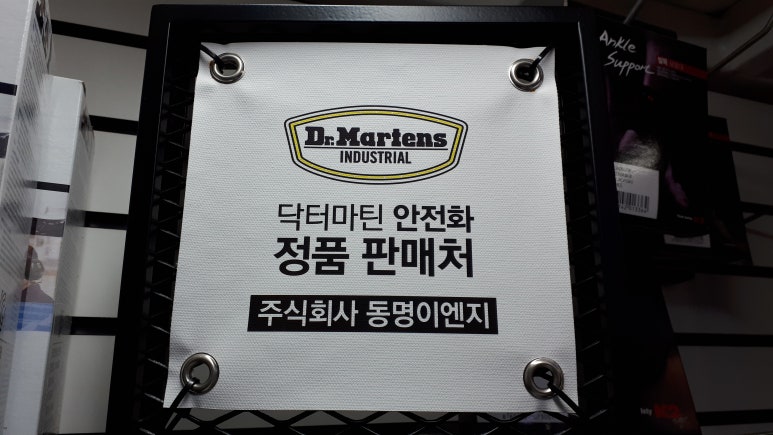 Dr.Martens
INDUSTRIAL
닥터마틴 안전화
정품 판매처
주식회사 동명이엔지
Ankle
Support